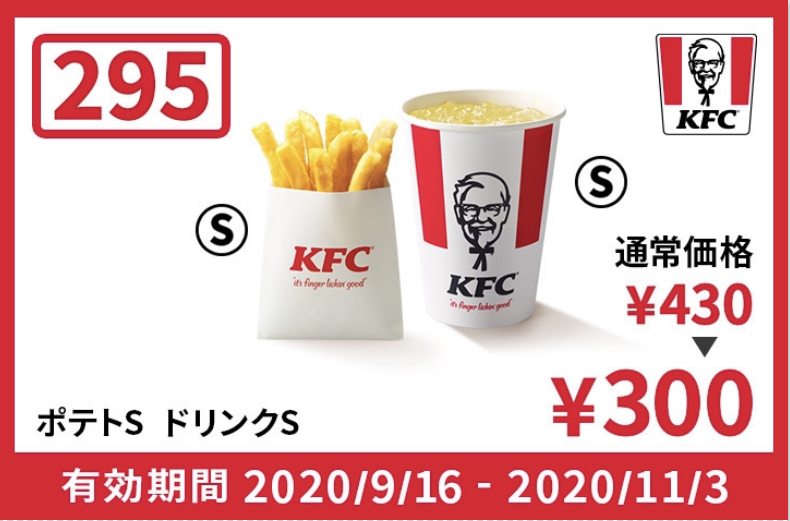 295
KFC
S
S
KFC
"it's finger lickin' good"
KFC
"it's finger lickin' good"
通常価格
¥430
¥300
ポテトS ドリンクS
有効期間 2020/9/16 - 2020/11/3